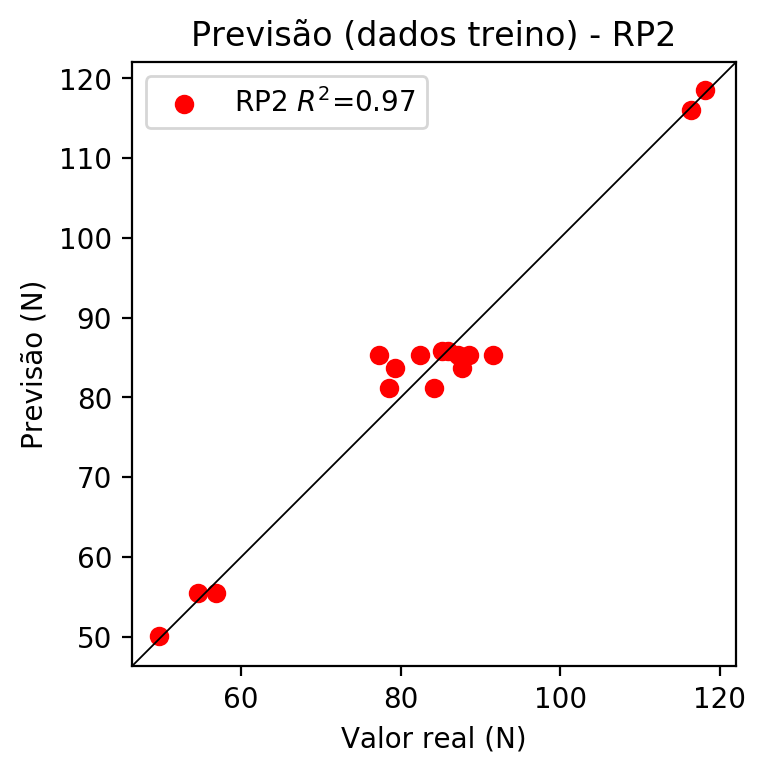 Previsão (dados treino) - RP2
RP2 R²=0.97
120
110
100
90
80
70
60
50
Previsão (N)
60 80 100 120
Valor real (N)